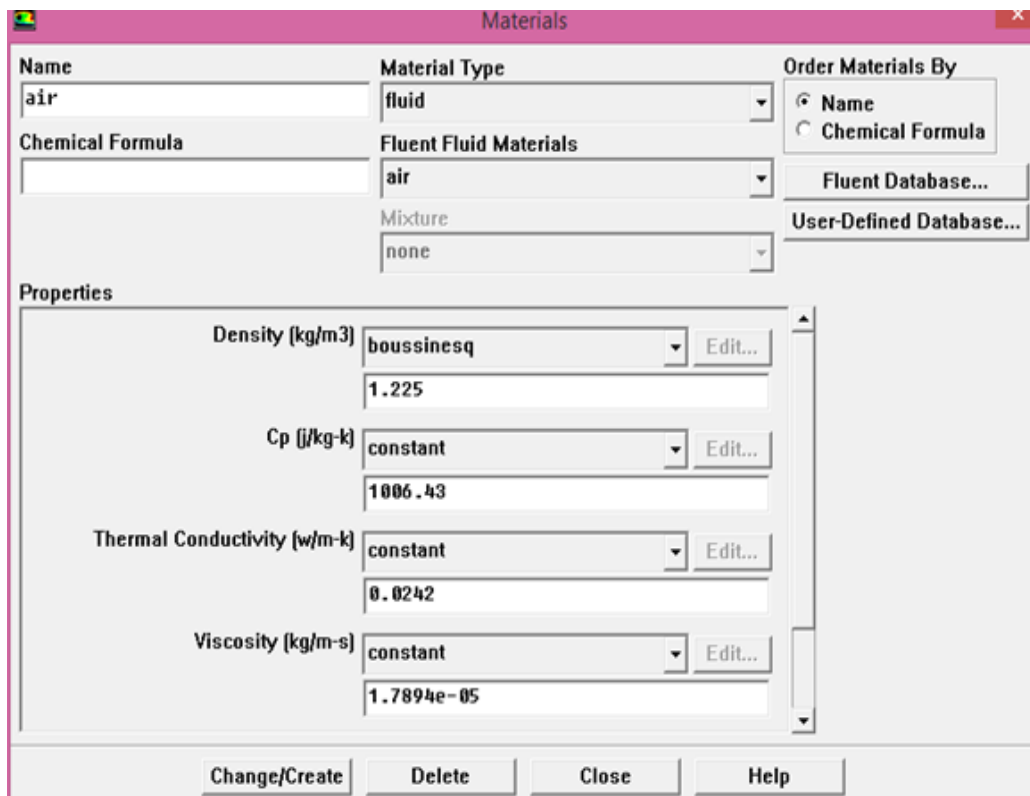 Materials
Name
air
Chemical Formula
Material Type
fluid
Fluent Fluid Materials
air
Mixture
none
Order Materials By
Name
Chemical Formula
Fluent Database...
User-Defined Database...
Properties
Density (kg/m3) boussinesq Edit...
1.225
Cp (j/kg-k) constant Edit...
1006.43
Thermal Conductivity (w/m-k) constant Edit...
0.0242
Viscosity (kg/m-s) constant Edit...
1.7894e-05
Change/Create Delete Close Help